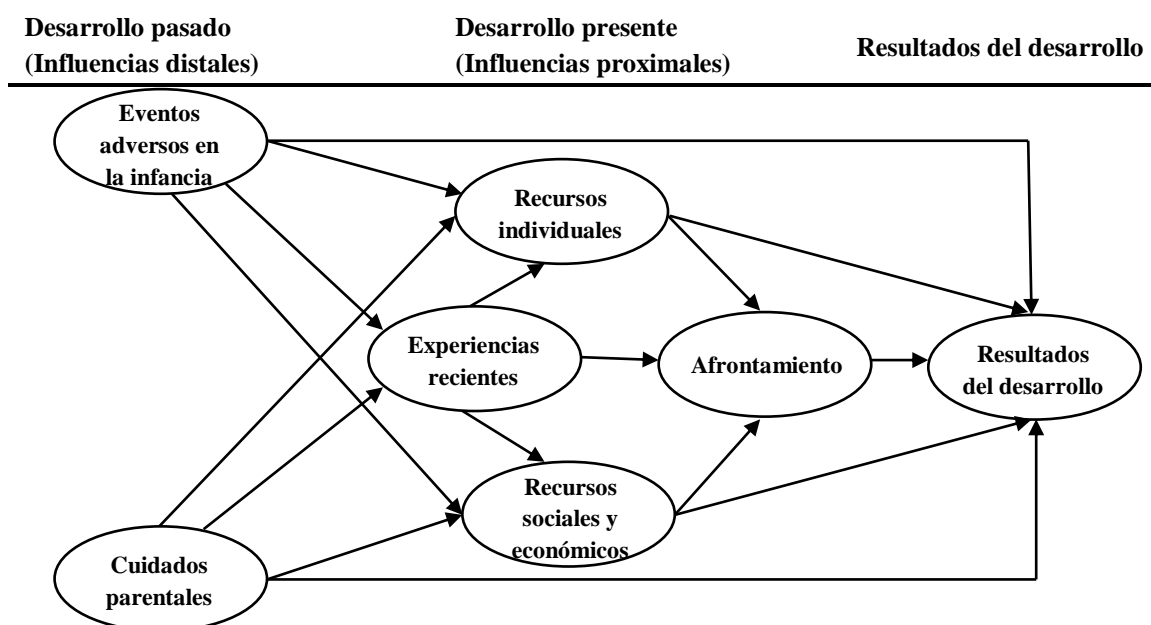 Desarrollo pasado
(Influencias distales)
Desarrollo presente
(Influencias proximales)
Resultados del desarrollo
Eventos
adversos en
la infancia
Recursos
individuales
Experiencias
recientes
Afrontamiento
Resultados
del desarrollo
Recursos
sociales y
económicos
Cuidados
parentales